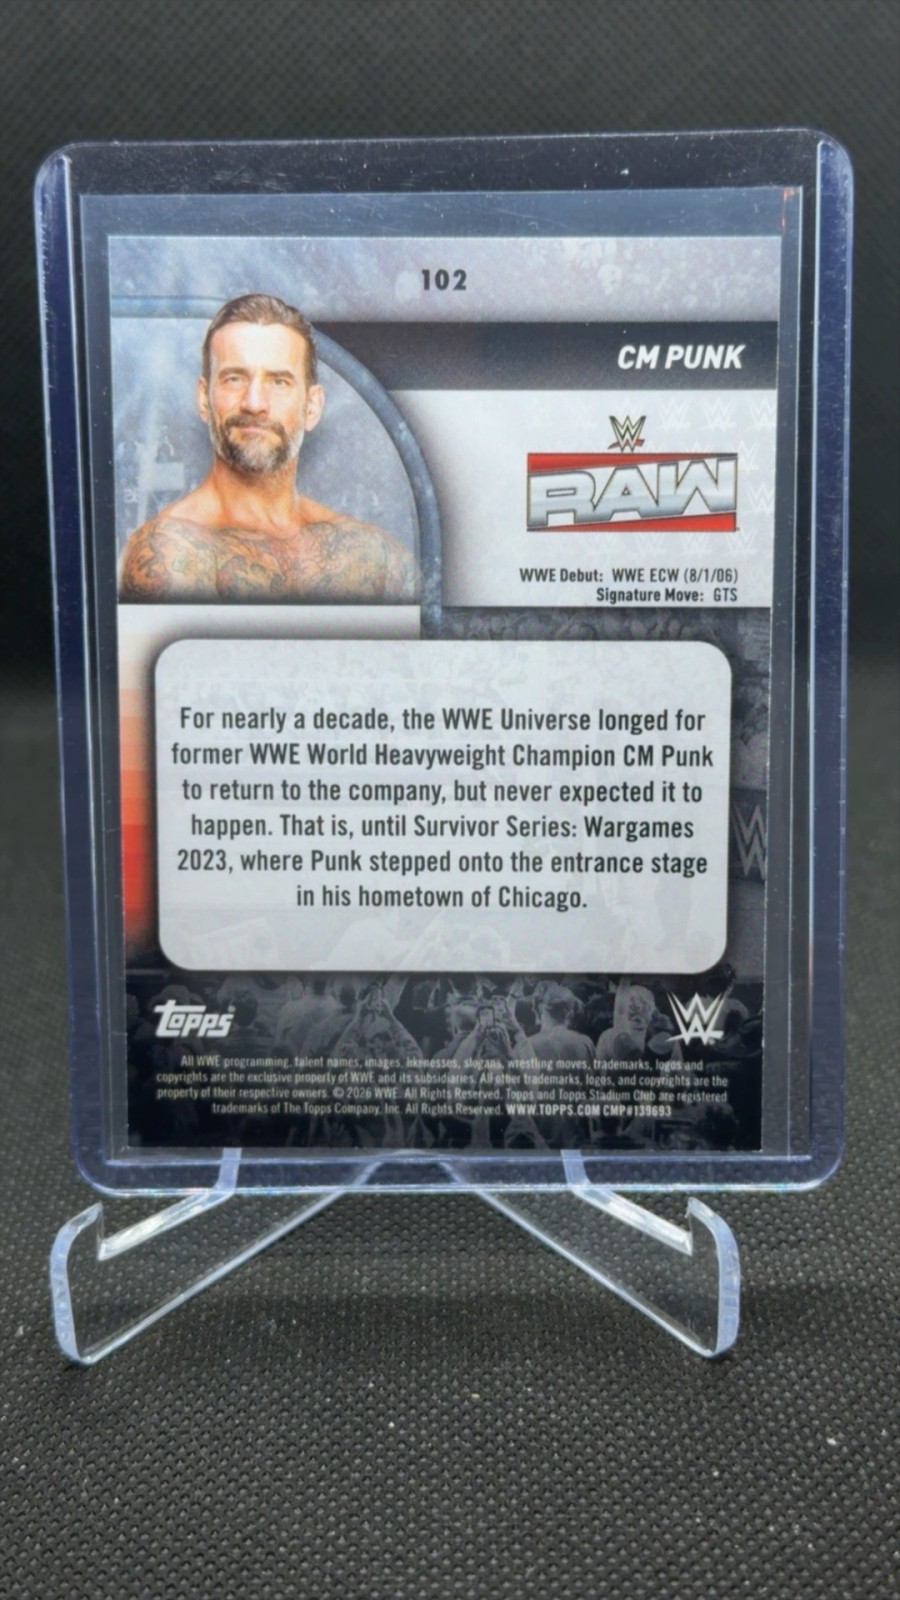 102
CM PUNK
W
RAW
WWE Debut: WWE ECW (8/1/06)
Signature Move: GTS
For nearly a decade, the WWE Universe longed for
former WWE World Heavyweight Champion CM Punk
to return to the company, but never expected it to
happen. That is, until Survivor Series: Wargames
2023, where Punk stepped onto the entrance stage
in his hometown of Chicago.
Topps
W
All WWE programming, talent names, images, likenesses, slogans, wrestling moves, trademarks, logos and
copyrights are the exclusive property of WWE and its subsidiaries. All other trademarks, logos, and copyrights are the
property of their respective owners. © 2026 WWE. All Rights Reserved. Topps and Topps Stadium Club are registered
trademarks of The Topps Company, Inc. All Rights Reserved. WWW.TOPPS.COM CMP#139693